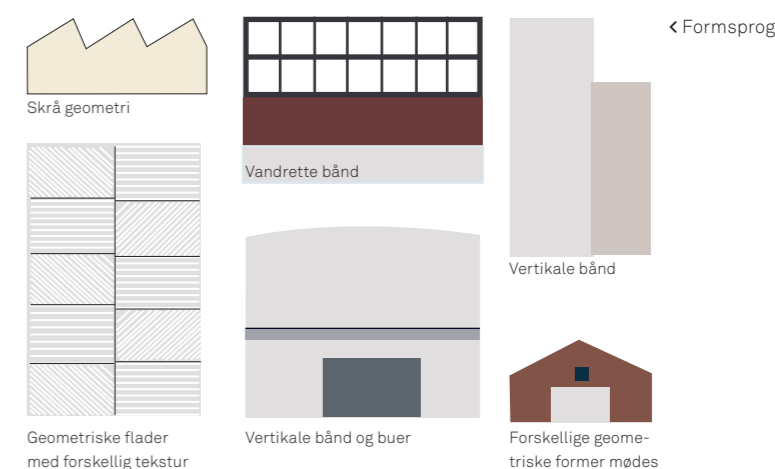 < Formsprog
Skrå geometri
Vandrette bånd
Vertikale bånd
Geometriske flader
med forskellig tekstur
Vertikale bånd og buer
Forskellige geome-
triske former mødes